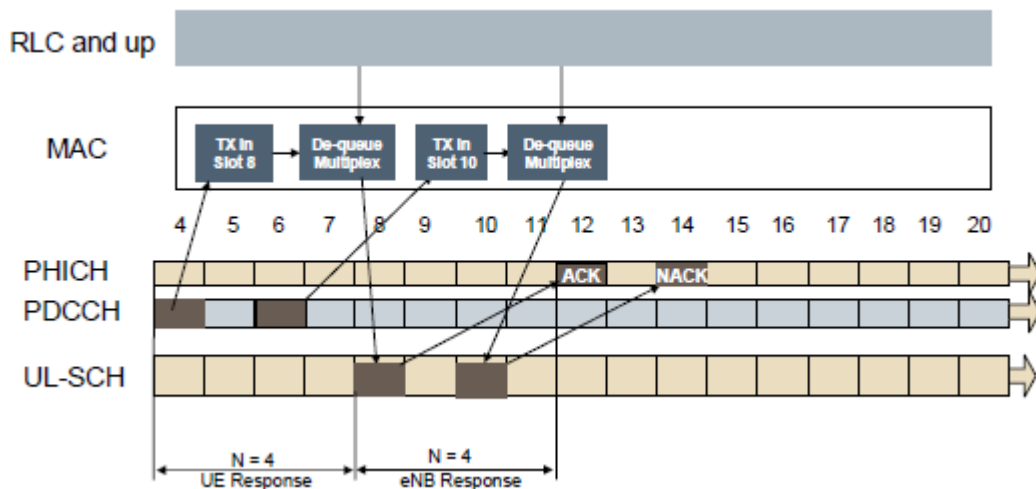 RLC and up
MAC
TX in
Slot 8
De-queue
Multiplex
TX in
Slot 10
De-queue
Multiplex
4 5 6 7 8 9 10 11 12 13 14 15 16 17 18 19 20
PHICH
ACK
NACK
PDCCH
UL-SCH
N = 4
UE Response
N = 4
eNB Response